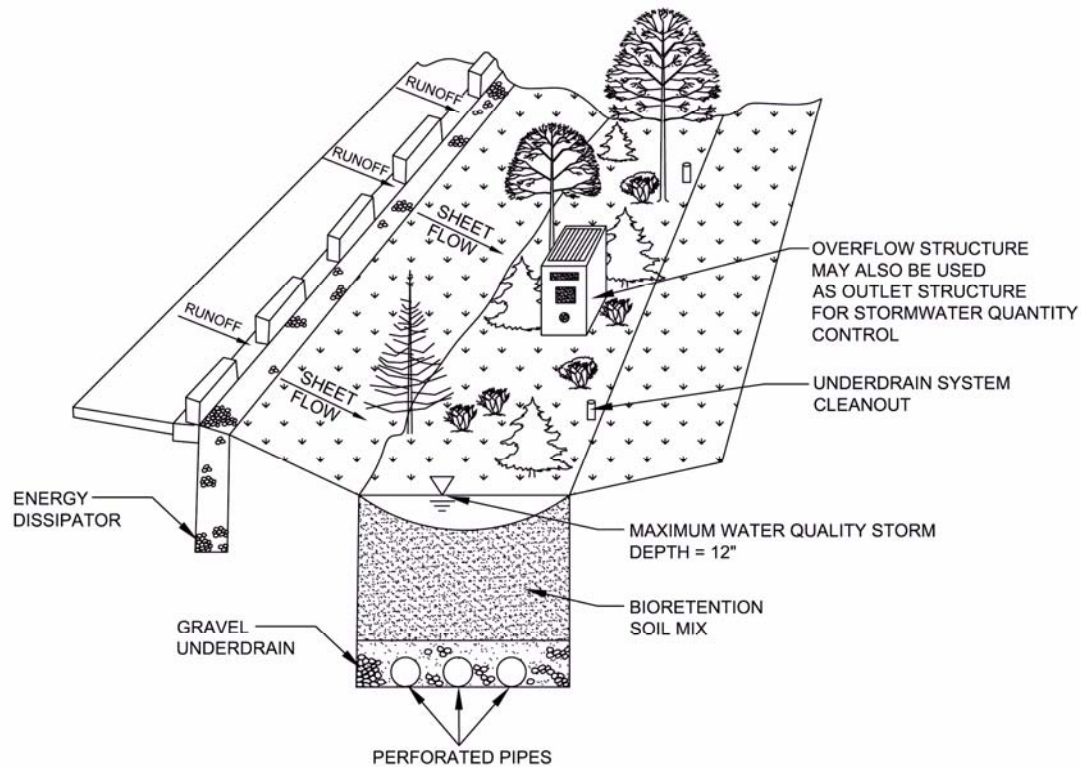 RUNOFF
RUNOFF
SHEET
FLOW
OVERFLOW STRUCTURE
MAY ALSO BE USED
AS OUTLET STRUCTURE
FOR STORMWATER QUANTITY
CONTROL
RUNOFF
SHEET
FLOW
UNDERDRAIN SYSTEM
CLEANOUT
ENERGY
DISSIPATOR
MAXIMUM WATER QUALITY STORM
DEPTH = 12"
BIORETENTION
SOIL MIX
GRAVEL
UNDERDRAIN
PERFORATED PIPES